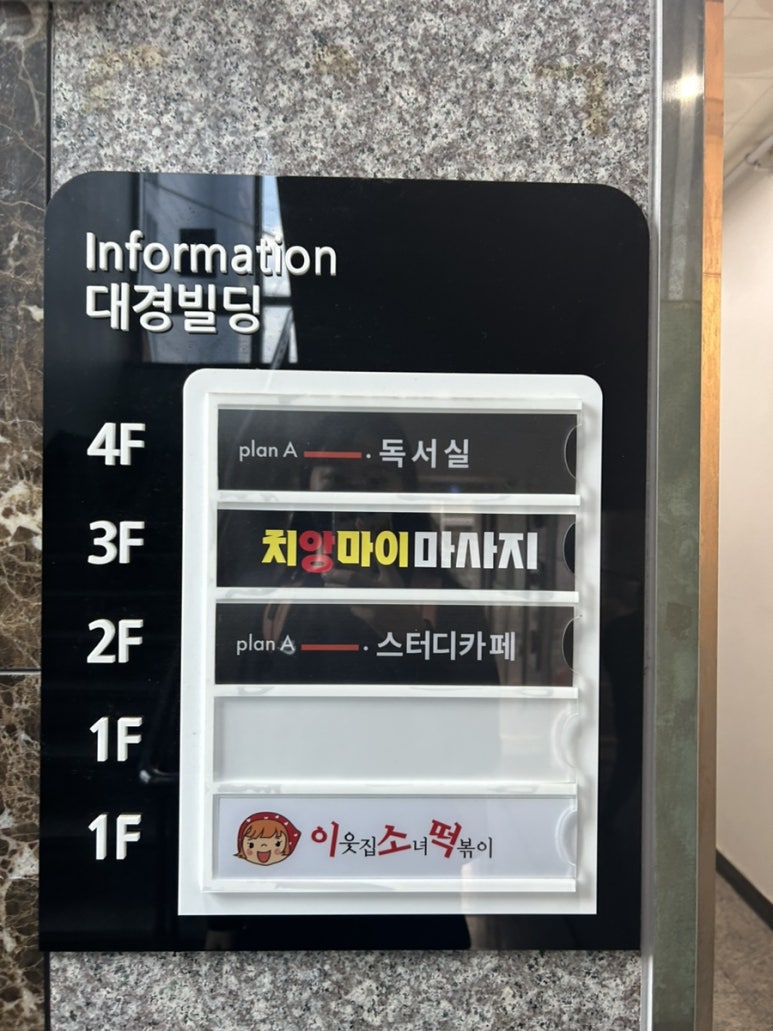 Information
대경빌딩
4F plan A . 독서실
3F 치앙마이마사지
2F plan A . 스터디카페
1F
1F 이웃집소녀떡볶이